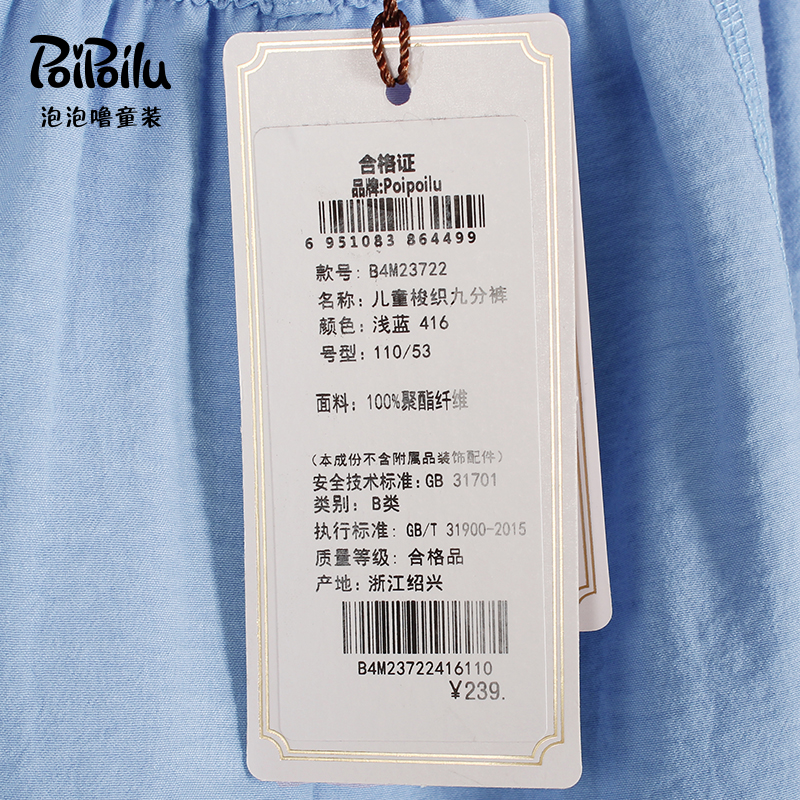 PoiPoilu
泡泡噜童装
合格证
品牌:Poipoilu
6 951083 864499
款号: B4M23722
名称: 儿童梭织九分裤
颜色: 浅蓝 416
号型: 110/53
面料: 100%聚酯纤维
(本成份不含附属品装饰配件)
安全技术标准: GB 31701
类别: B类
执行标准: GB/T 31900-2015
质量等级: 合格品
产地: 浙江绍兴
B4M23722416110
¥239.